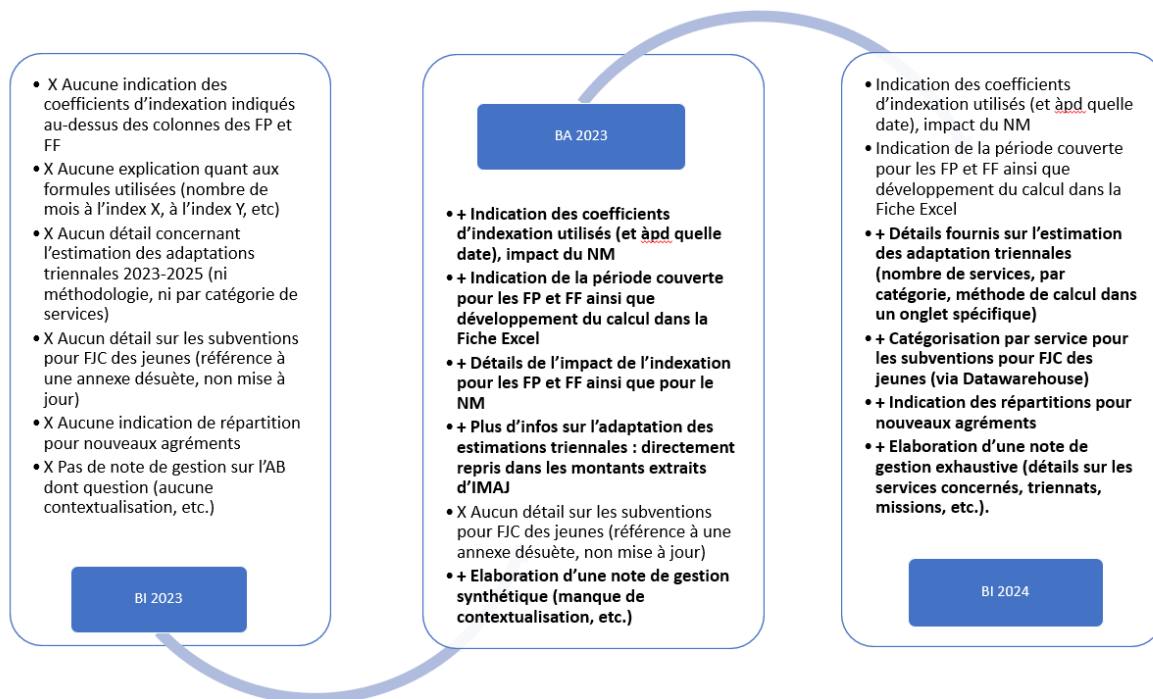 • X Aucune indication des
coefficients d’indexation indiqués
au-dessus des colonnes des FP et
FF
• X Aucune explication quant aux
formules utilisées (nombre de
mois à l’index X, à l’index Y, etc)
• X Aucun détail concernant
l’estimation des adaptations
triennales 2023-2025 (ni
méthodologie, ni par catégorie de
services)
• X Aucun détail sur les subventions
pour FJC des jeunes (référence à
une annexe désuète, non mise à
jour)
• X Aucune indication de répartition
pour nouveaux agréments
• X Pas de note de gestion sur l’AB
dont question (aucune
contextualisation, etc.)
BI 2023
BA 2023
• + Indication des coefficients
d’indexation utilisés (et àpd quelle
date), impact du NM
• + Indication de la période couverte
pour les FP et FF ainsi que
développement du calcul dans la
Fiche Excel
• + Détails de l’impact de l’indexation
pour les FP et FF ainsi que pour le
NM
• + Plus d’infos sur l’adaptation des
estimations triennales : directement
repris dans les montants extraits
d’IMAJ
• X Aucun détail sur les subventions
pour FJC des jeunes (référence à une
annexe désuète, non mise à jour)
• + Elaboration d’une note de gestion
synthétique (manque de
contextualisation, etc.)
• Indication des coefficients
d’indexation utilisés (et àpd quelle
date), impact du NM
• Indication de la période couverte
pour les FP et FF ainsi que
développement du calcul dans la
Fiche Excel
• + Détails fournis sur l’estimation
des adaptation triennales
(nombre de services, par
catégorie, méthode de calcul dans
un onglet spécifique)
• + Catégorisation par service pour
les subventions pour FJC des
jeunes (via Datawarehouse)
• + Indication des répartitions pour
nouveaux agréments
• + Elaboration d’une note de
gestion exhaustive (détails sur les
services concernés, triennats,
missions, etc.).
BI 2024